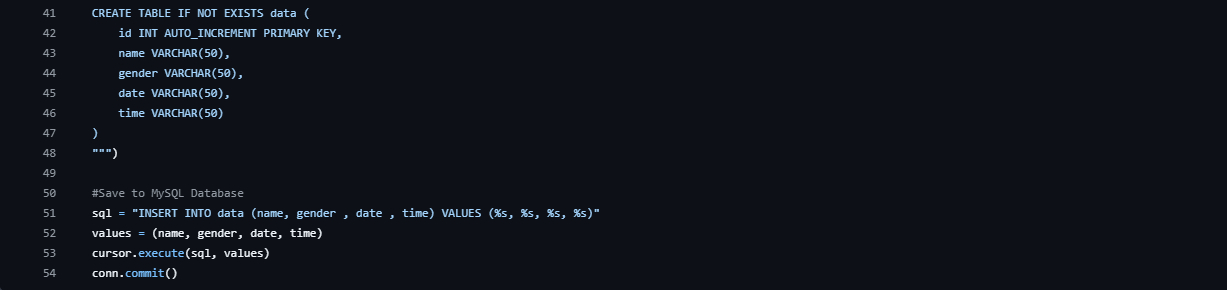 41 CREATE TABLE IF NOT EXISTS data (
42     id INT AUTO_INCREMENT PRIMARY KEY,
43     name VARCHAR(50),
44     gender VARCHAR(50),
45     date VARCHAR(50),
46     time VARCHAR(50)
47 )
48 """)
49
50 #Save to MySQL Database
51 sql = "INSERT INTO data (name, gender , date , time) VALUES (%s, %s, %s, %s)"
52 values = (name, gender, date, time)
53 cursor.execute(sql, values)
54 conn.commit()